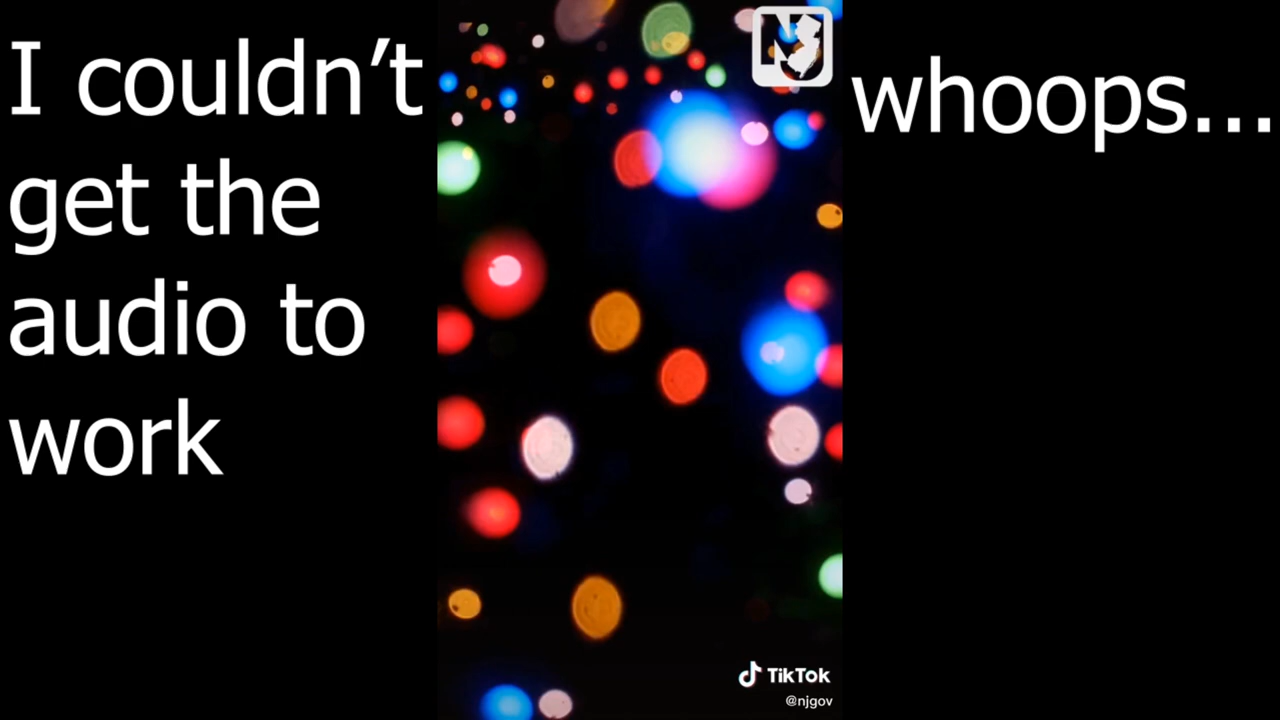 I couldn’t
get the
audio to
work
whoops...
TikTok
@njgov